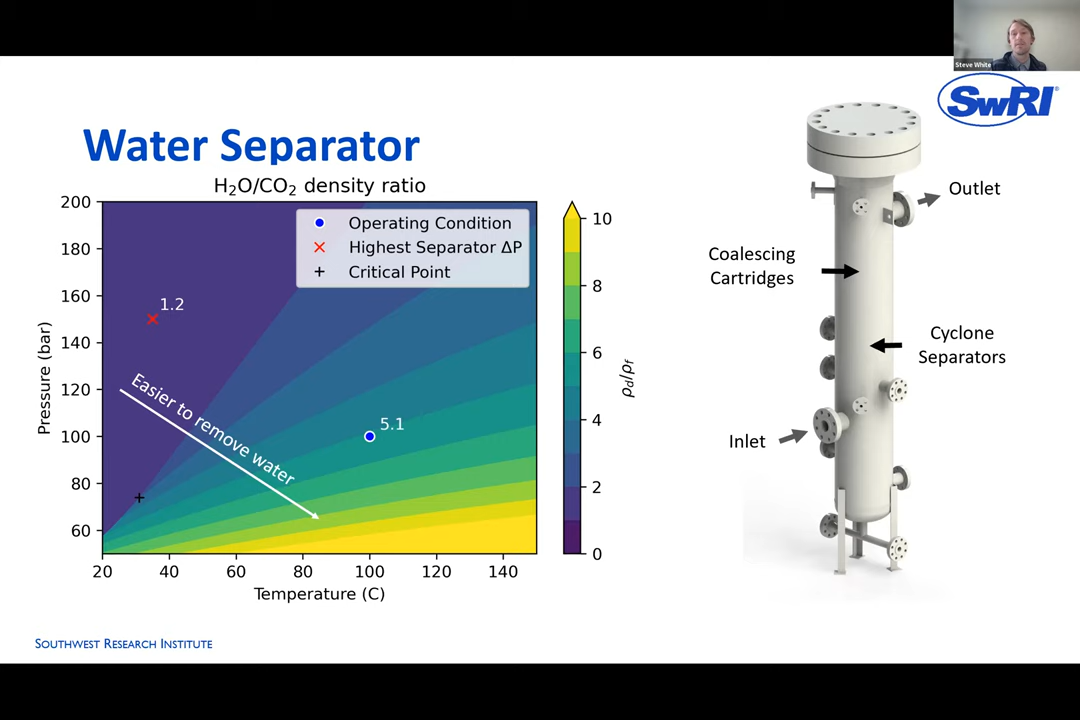 Steve White
SwRI®
Water Separator
H₂O/CO₂ density ratio
Operating Condition
Highest Separator ΔP
Critical Point
1.2
5.1
Easier to remove water
Pressure (bar)
200
180
160
140
120
100
80
60
20
40
60
80
100
120
140
Temperature (C)
10
8
6
4
2
0
ρd/ρf
Outlet
Coalescing
Cartridges
Cyclone
Separators
Inlet
SOUTHWEST RESEARCH INSTITUTE